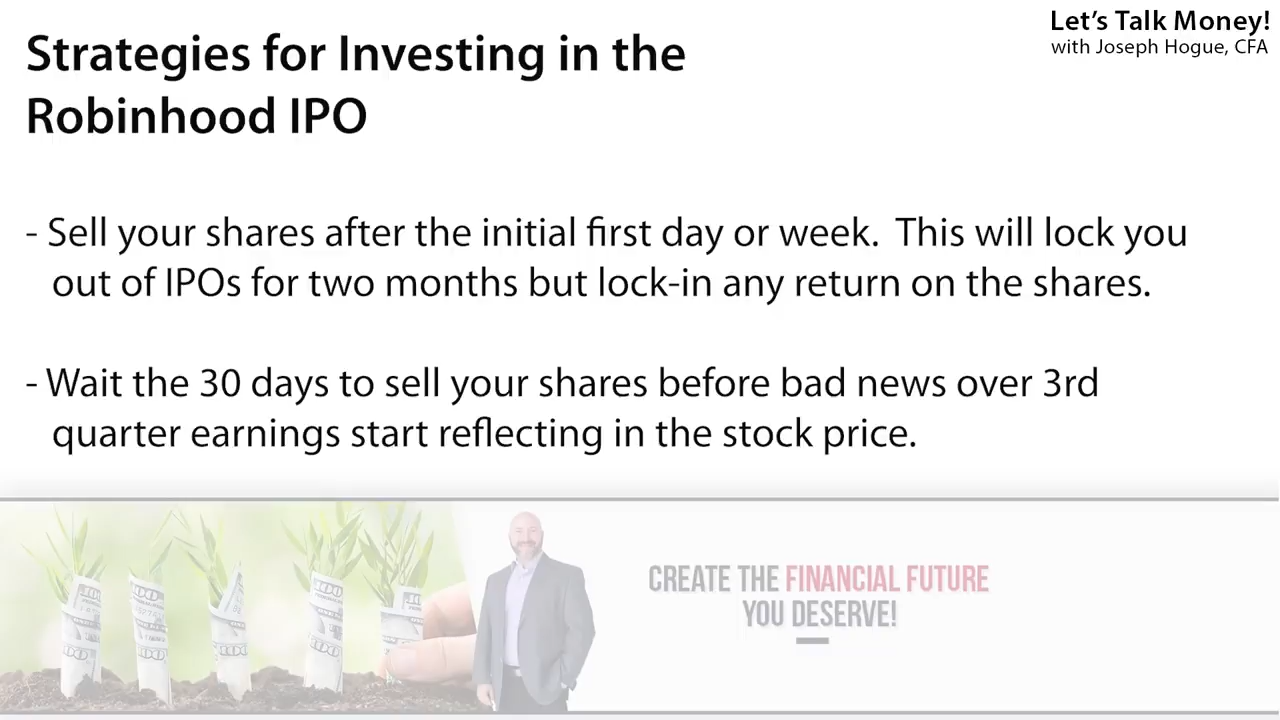 Let's Talk Money!
with Joseph Hogue, CFA
Strategies for Investing in the
Robinhood IPO
- Sell your shares after the initial first day or week.  This will lock you
out of IPOs for two months but lock-in any return on the shares.
- Wait the 30 days to sell your shares before bad news over 3rd
quarter earnings start reflecting in the stock price.
CREATE THE FINANCIAL FUTURE
YOU DESERVE!